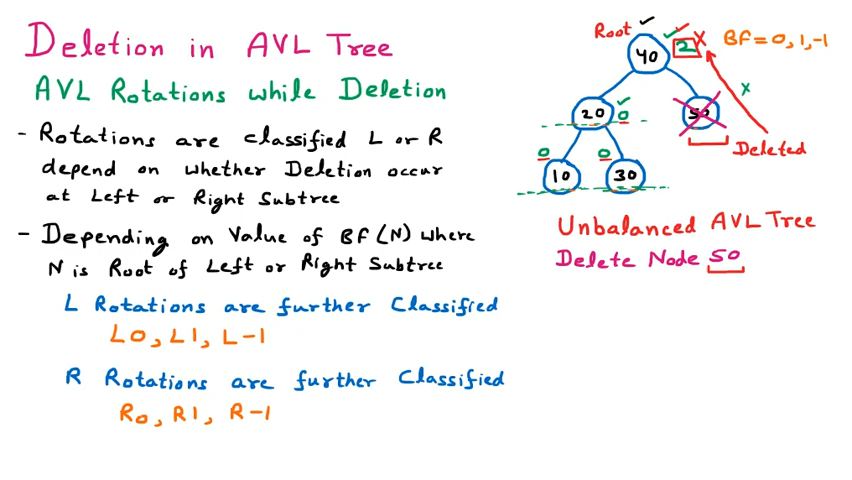 Deletion in AVL Tree
AVL Rotations while Deletion
- Rotations are classified L or R
depend on whether Deletion occur
at Left or Right Subtree
- Depending on Value of BF(N) where
N is Root of Left or Right Subtree
L Rotations are further Classified
L0, L1, L-1
R Rotations are further Classified
R0, R1, R-1
Root
40 2 BF = 0, 1, -1
20 0
50
Deleted
0 0
10 30
Unbalanced AVL Tree
Delete Node 50